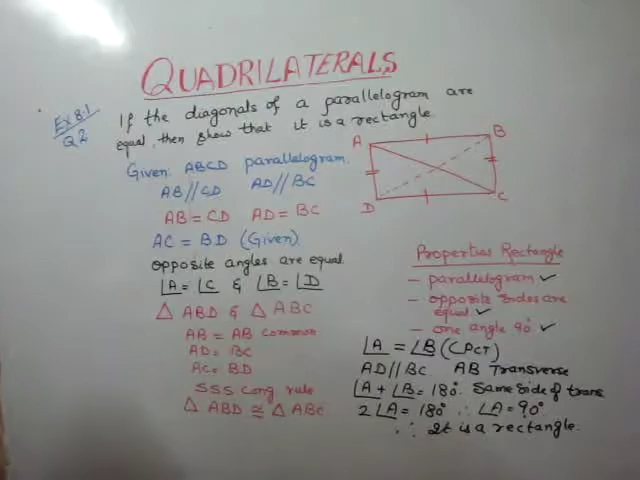 QUADRILATERALS
Ex 8.1
Q2
If the diagonals of a parallelogram are
equal, then show that it is a rectangle.
Given: ABCD parallelogram.
AB//CD AD//BC
AB = CD AD = BC
AC = BD (Given)
opposite angles are equal
∠A = ∠C & ∠B = ∠D
△ ABD & △ ABC
AB = AB common
AD = BC
AC = BD
SSS Cong rule
△ ABD ≅ △ ABC
A
B
D
C
Properties Rectangle
- parallelogram ✓
- opposite sides are
equal ✓
- one angle 90° ✓
∠A = ∠B (CPCT)
AD//BC AB Transverse
∠A + ∠B = 180° Same side of trans
2∠A = 180° ∴ ∠A = 90°
∴ It is a rectangle.